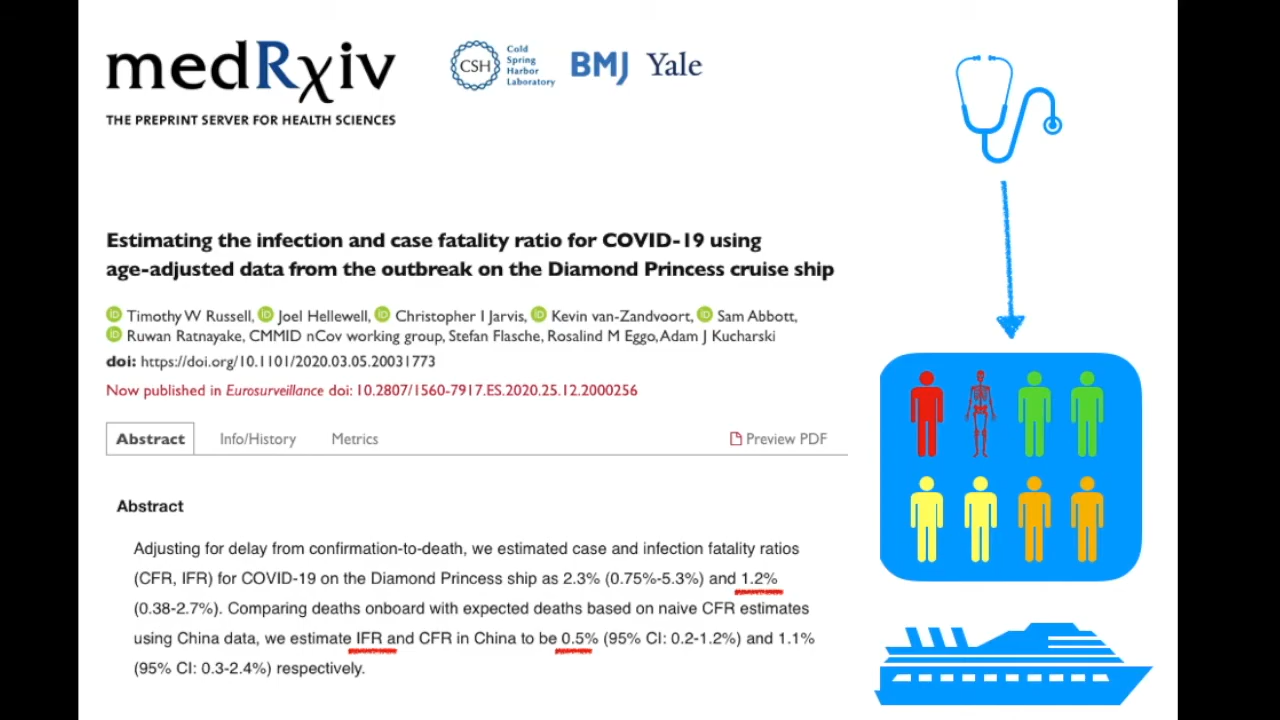 medRxiv
THE PREPRINT SERVER FOR HEALTH SCIENCES
CSH
Cold
Spring
Harbor
Laboratory
BMJ
Yale
Estimating the infection and case fatality ratio for COVID-19 using
age-adjusted data from the outbreak on the Diamond Princess cruise ship
iD Timothy W Russell, iD Joel Hellewell, iD Christopher I Jarvis, iD Kevin van-Zandvoort, iD Sam Abbott,
iD Ruwan Ratnayake, CMMID nCov working group, Stefan Flasche, Rosalind M Eggo, Adam J Kucharski
doi: https://doi.org/10.1101/2020.03.05.20031773
Now published in Eurosurveillance doi: 10.2807/1560-7917.ES.2020.25.12.2000256
Abstract Info/History Metrics Preview PDF
Abstract
Adjusting for delay from confirmation-to-death, we estimated case and infection fatality ratios
(CFR, IFR) for COVID-19 on the Diamond Princess ship as 2.3% (0.75%-5.3%) and 1.2%
(0.38-2.7%). Comparing deaths onboard with expected deaths based on naive CFR estimates
using China data, we estimate IFR and CFR in China to be 0.5% (95% CI: 0.2-1.2%) and 1.1%
(95% CI: 0.3-2.4%) respectively.